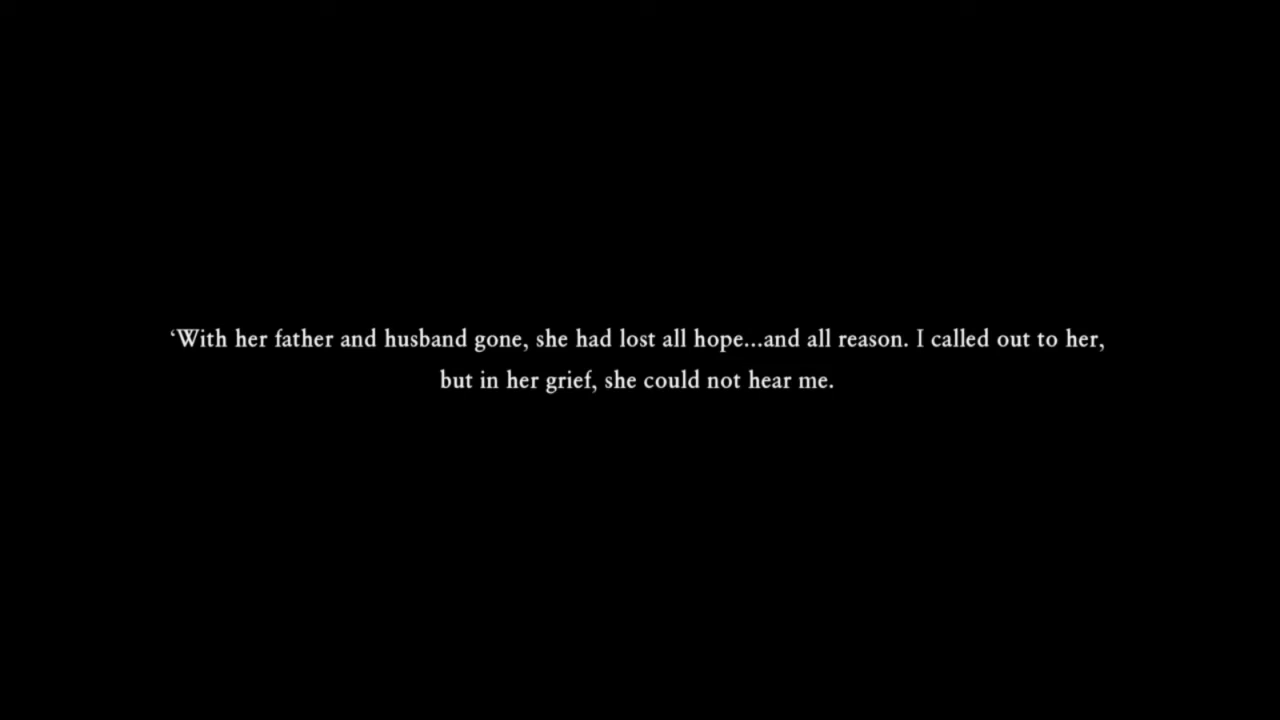 ‘With her father and husband gone, she had lost all hope...and all reason. I called out to her,
but in her grief, she could not hear me.